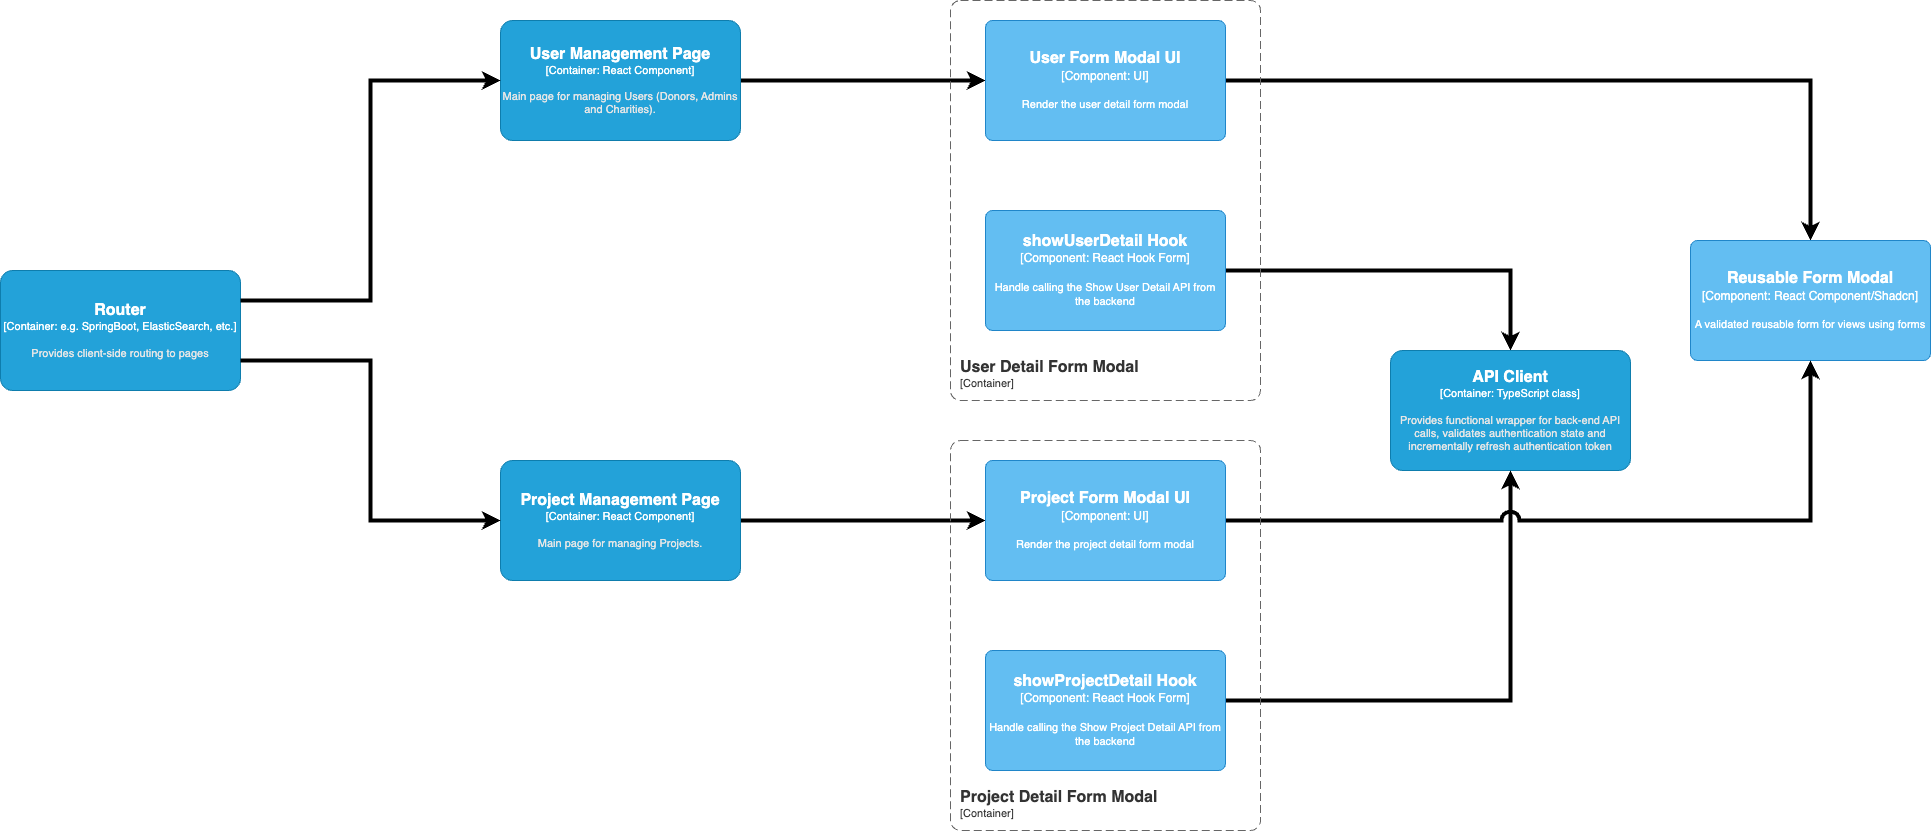 User Management Page
[Container: React Component]
Main page for managing Users (Donors, Admins
and Charities).
User Form Modal UI
[Component: UI]
Render the user detail form modal
showUserDetail Hook
[Component: React Hook Form]
Handle calling the Show User Detail API from
the backend
User Detail Form Modal
[Container]
Router
[Container: e.g. SpringBoot, ElasticSearch, etc.]
Provides client-side routing to pages
Reusable Form Modal
[Component: React Component/Shadcn]
A validated reusable form for views using forms
API Client
[Container: TypeScript class]
Provides functional wrapper for back-end API
calls, validates authentication state and
incrementally refresh authentication token
Project Management Page
[Container: React Component]
Main page for managing Projects.
Project Form Modal UI
[Component: UI]
Render the project detail form modal
showProjectDetail Hook
[Component: React Hook Form]
Handle calling the Show Project Detail API from
the backend
Project Detail Form Modal
[Container]